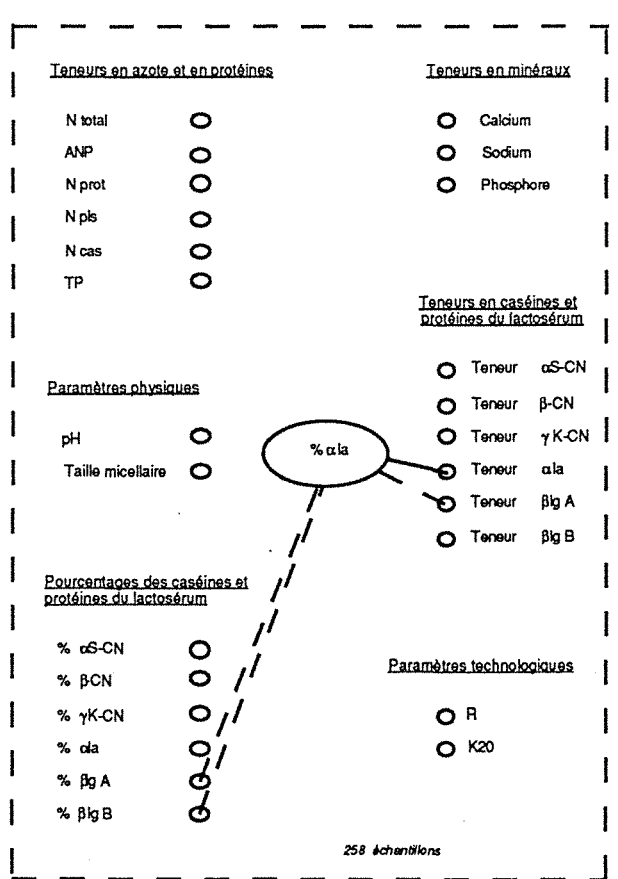 Teneurs en azote et en protéines
N total
ANP
N prot
N pls
N cas
TP
Teneurs en minéraux
Calcium
Sodium
Phosphore
Teneurs en caséines et
protéines du lactosérum
Teneur αS-CN
Teneur β-CN
Teneur γK-CN
Teneur αla
Teneur βlg A
Teneur βlg B
Paramètres physiques
pH
Taille micellaire
% αla
Pourcentages des caséines et
protéines du lactosérum
% αS-CN
% βCN
% γK-CN
% αla
% βlg A
% βlg B
Paramètres technologiques
R
K20
258 échantillons